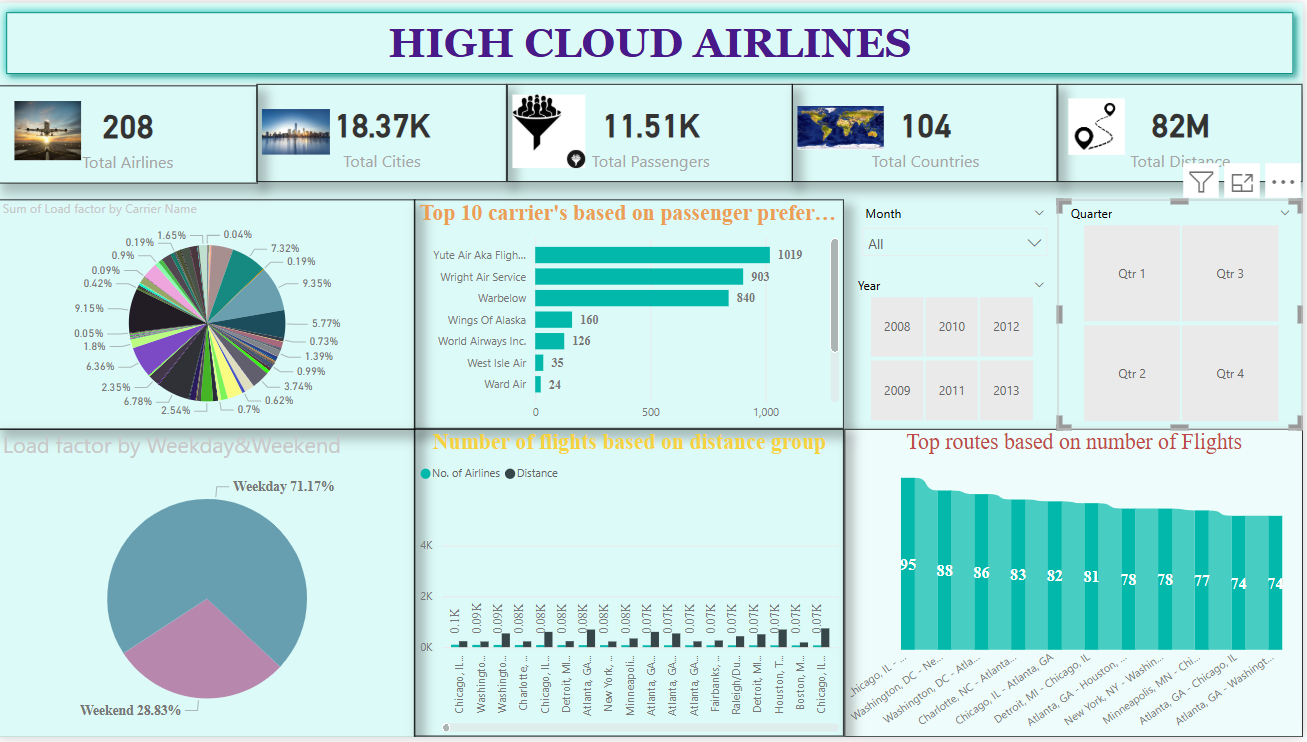 HIGH CLOUD AIRLINES
208
Total Airlines
18.37K
Total Cities
11.51K
Total Passengers
104
Total Countries
82M
Total Distance
Sum of Load factor by Carrier Name
1.65%
0.04%
0.19%
7.32%
0.9%
0.19%
0.09%
9.35%
0.42%
9.15%
5.77%
0.05%
0.73%
1.8%
1.39%
6.36%
0.99%
2.35%
3.74%
6.78%
0.62%
2.54%
0.7%
Top 10 carrier's based on passenger prefer…
Yute Air Aka Fligh... 1019
Wright Air Service 903
Warbelow 840
Wings Of Alaska 160
World Airways Inc. 126
West Isle Air 35
Ward Air 24
0 500 1,000
Month
All
Year
2008 2010 2012
2009 2011 2013
Quarter
Qtr 1 Qtr 3
Qtr 2 Qtr 4
Load factor by Weekday&Weekend
Weekday 71.17%
Weekend 28.83%
Number of flights based on distance group
No. of Airlines Distance
4K
2K
0K
0.1K 0.09K 0.09K 0.08K 0.08K 0.08K 0.08K 0.08K 0.08K 0.07K 0.07K 0.07K 0.07K 0.07K 0.07K 0.07K 0.07K 0.07K
Chicago, IL...
Washingto...
Washingto...
Charlotte, ...
Chicago, IL...
Detroit, MI...
Atlanta, GA...
New York, ...
Minneapoli...
Atlanta, GA...
Atlanta, GA...
Atlanta, GA...
Fairbanks, ...
Raleigh/Du...
Detroit, MI...
Houston, T...
Boston, M...
Chicago, IL...
Top routes based on number of Flights
95 88 86 83 82 81 78 78 77 74 74
Chicago, IL - ...
Washington, DC - Ne...
Washington, DC - Atla...
Charlotte, NC - Atlanta...
Chicago, IL - Atlanta, GA
Detroit, MI - Chicago, IL
Atlanta, GA - Houston, ...
New York, NY - Washin...
Minneapolis, MN - Chi...
Atlanta, GA - Chicago, IL
Atlanta, GA - Washingt...